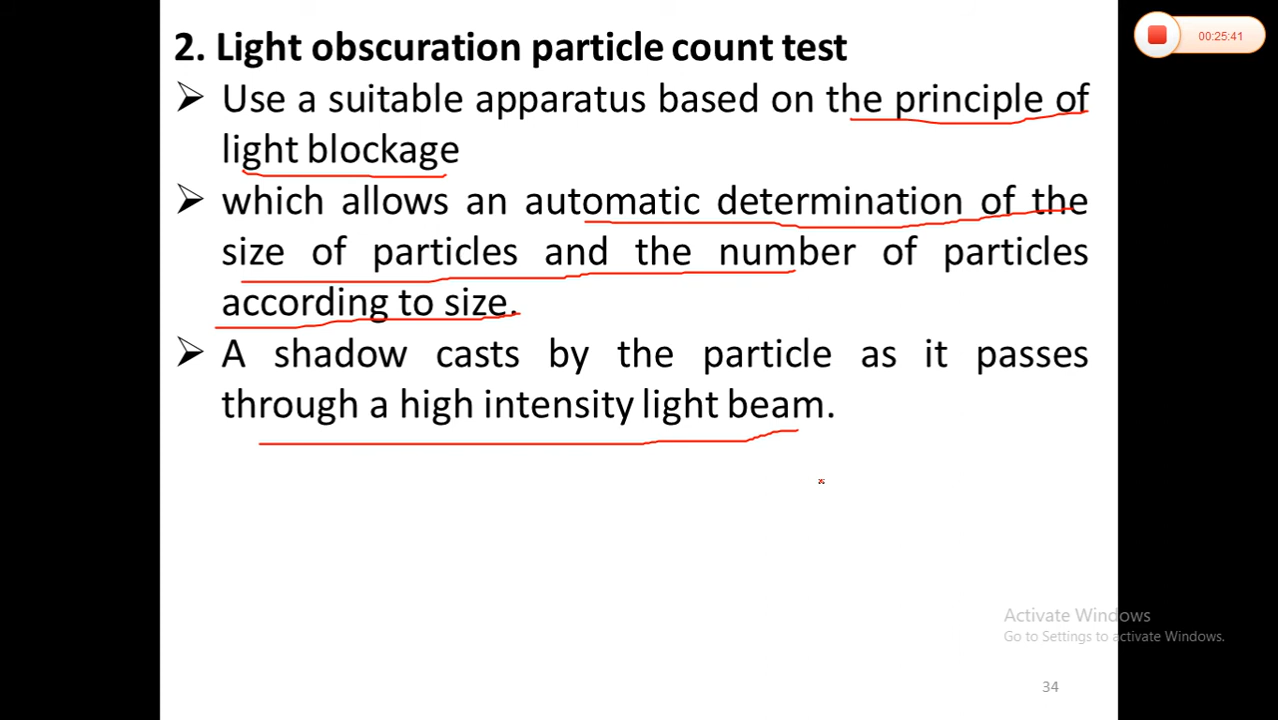 2. Light obscuration particle count test
00:25:41
➢ Use a suitable apparatus based on the principle of
light blockage
➢ which allows an automatic determination of the
size of particles and the number of particles
according to size.
➢ A shadow casts by the particle as it passes
through a high intensity light beam.
Activate Windows
Go to Settings to activate Windows.
34